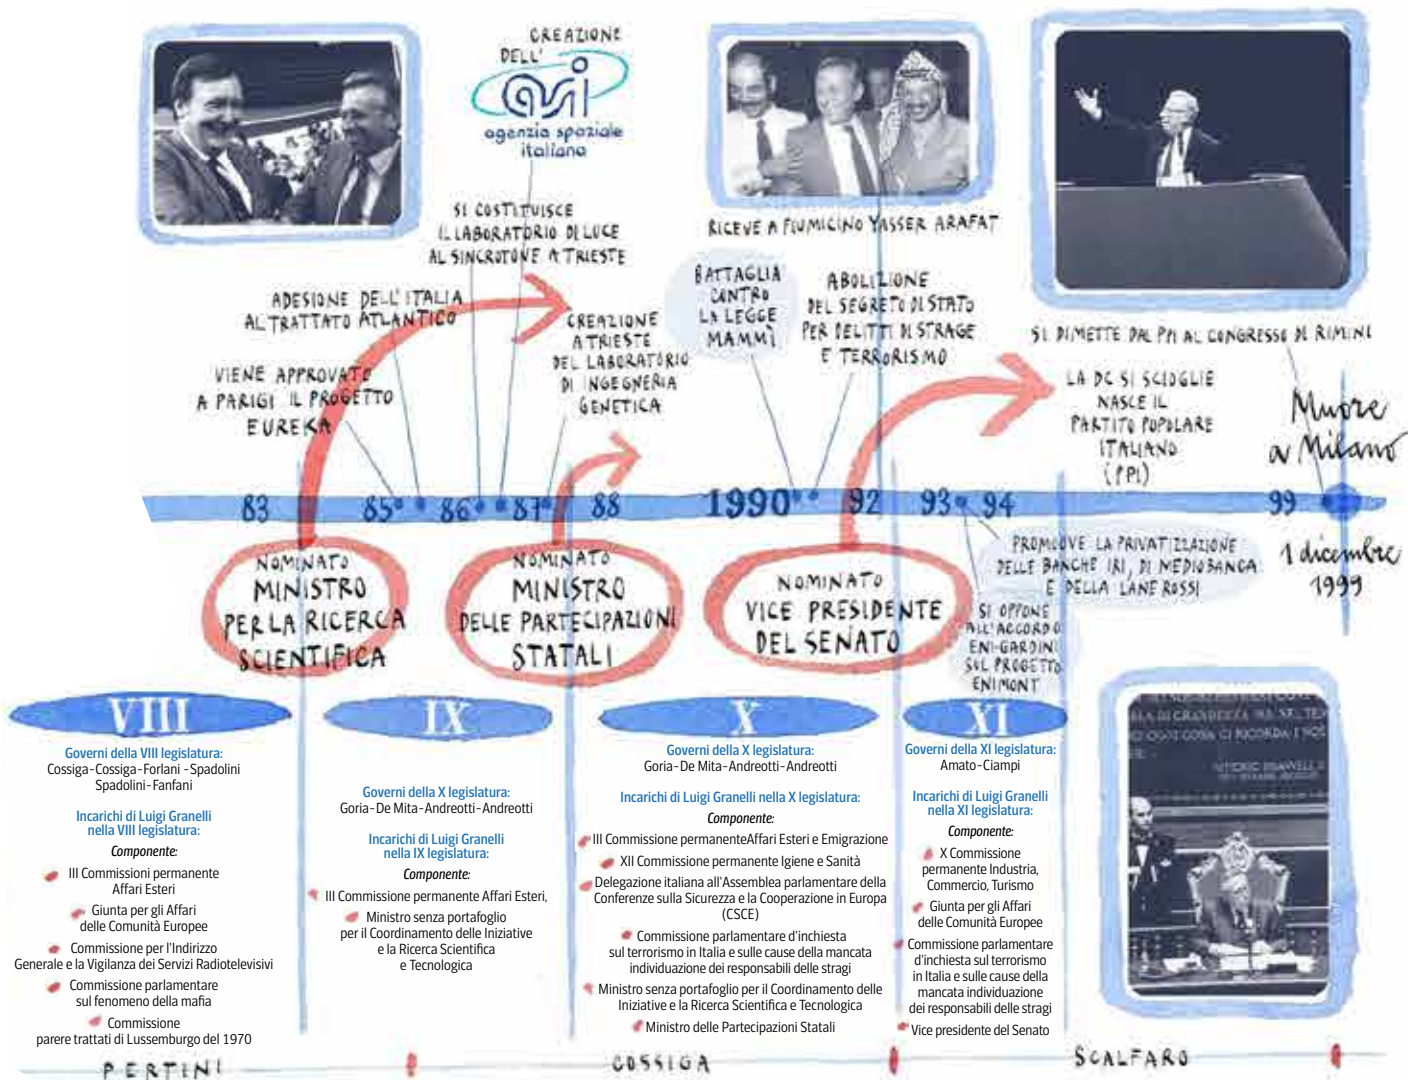 CREAZIONE
DELL'
asi
agenzia spaziale
italiana
SI COSTITUISCE
IL LABORATORIO DI LUCE
AL SINCROTONE A TRIESTE
ADESIONE DELL'ITALIA
AL TRATTATO ATLANTICO
VIENE APPROVATO
A PARIGI IL PROGETTO
EUREKA
CREAZIONE
A TRIESTE
DEL LABORATORIO
DI INGEGNERIA
GENETICA
RICEVE A FIUMICINO YASSER ARAFAT
BATTAGLIA
CONTRO
LA LEGGE
MAMMÌ
ABOLIZIONE
DEL SEGRETO DI STATO
PER DELITTI DI STRAGE
E TERRORISMO
SI DIMETTE DAL PPI AL CONGRESSO DI RIMINI
LA DC SI SCIOGLIE
NASCE IL
PARTITO POPOLARE
ITALIANO
(PPI)
Muore
a Milano
83 85 86 87 88 1990 92 93 94 99
1 dicembre
1999
NOMINATO
MINISTRO
PER LA RICERCA
SCIENTIFICA
NOMINATO
MINISTRO
DELLE PARTECIPAZIONI
STATALI
NOMINATO
VICE PRESIDENTE
DEL SENATO
PROMUOVE LA PRIVATIZZAZIONE
DELLE BANCHE IRI, DI MEDIOBANCA
E DELLA LANE ROSSI
SI OPPONE
ALL'ACCORDO
ENI-GARDINI
SUL PROGETTO
ENIMONT
VIII
Governi della VIII legislatura:
Cossiga-Cossiga-Forlani -Spadolini
Spadolini-Fanfani
Incarichi di Luigi Granelli
nella VIII legislatura:
Componente:
III Commissioni permanente
Affari Esteri
Giunta per gli Affari
delle Comunità Europee
Commissione per l'Indirizzo
Generale e la Vigilanza dei Servizi Radiotelevisivi
Commissione parlamentare
sul fenomeno della mafia
Commissione
parere trattati di Lussemburgo del 1970
IX
Governi della X legislatura:
Goria-De Mita-Andreotti-Andreotti
Incarichi di Luigi Granelli
nella IX legislatura:
Componente:
III Commissione permanente Affari Esteri,
Ministro senza portafoglio
per il Coordinamento delle Iniziative
e la Ricerca Scientifica
e Tecnologica
X
Governi della X legislatura:
Goria-De Mita-Andreotti-Andreotti
Incarichi di Luigi Granelli nella X legislatura:
Componente:
III Commissione permanenteAffari Esteri e Emigrazione
XII Commissione permanente Igiene e Sanità
Delegazione italiana all'Assemblea parlamentare della
Conferenze sulla Sicurezza e la Cooperazione in Europa
(CSCE)
Commissione parlamentare d'inchiesta
sul terrorismo in Italia e sulle cause della mancata
individuazione dei responsabili delle stragi
Ministro senza portafoglio per il Coordinamento delle
Iniziative e la Ricerca Scientifica e Tecnologica
Ministro delle Partecipazioni Statali
XI
Governi della XI legislatura:
Amato-Ciampi
Incarichi di Luigi Granelli
nella XI legislatura:
Componente:
X Commissione
permanente Industria,
Commercio, Turismo
Giunta per gli Affari
delle Comunità Europee
Commissione parlamentare
d'inchiesta sul terrorismo
in Italia e sulle cause della
mancata individuazione
dei responsabili delle stragi
Vice presidente del Senato
DI GRANDEZZA
OGNI COSA CI RICORDA E
VITTORIO EMANUELE II
PERTINI
COSSIGA
SCALFARO